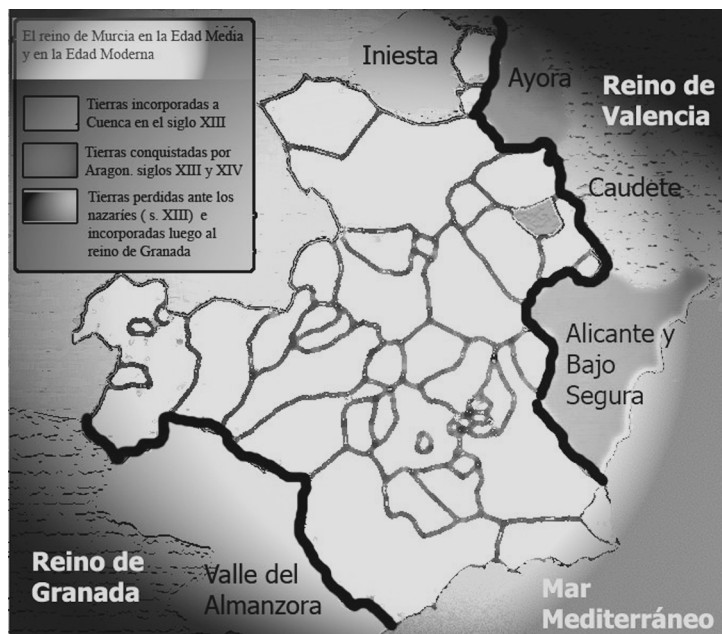 El reino de Murcia en la Edad Media
y en la Edad Moderna
Tierras incorporadas a
Cuenca en el siglo XIII
Tierras conquistadas por
Aragon. siglos XIII y XIV
Tierras perdidas ante los
nazaríes ( s. XIII) e
incorporadas luego al
reino de Granada
Iniesta
Ayora
Reino de
Valencia
Caudete
Alicante y
Bajo
Segura
Reino de
Granada
Valle del
Almanzora
Mar
Mediterráneo